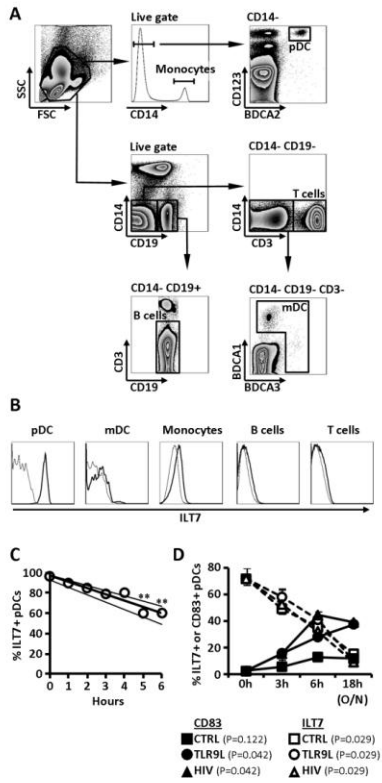 A
Live gate
CD14-
pDC
Monocytes
SSC
FSC
CD14
CD123
BDCA2
Live gate
CD14- CD19-
T cells
CD14
CD19
CD14
CD3
CD14- CD19+
CD14- CD19- CD3-
B cells
mDC
CD3
CD19
BDCA1
BDCA3
B
pDC mDC Monocytes B cells T cells
ILT7
C
% ILT7+ pDCs
100
80
60
40
20
0
** **
0 1 2 3 4 5 6
Hours
D
% ILT7+ or CD83+ pDCs
80
60
40
20
0
0h 3h 6h 18h
(O/N)
CD83 ILT7
CTRL (P=0.122) CTRL (P=0.029)
TLR9L (P=0.042) TLR9L (P=0.029)
HIV (P=0.042) HIV (P=0.029)